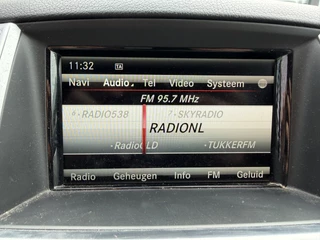 11:32 TA
Navi Audio Tel Video Systeem
FM 95.7 MHz
RADIO538 SKYRADIO
RADIONL
TUKKERFM
Radio Geheugen Info FM Geluid